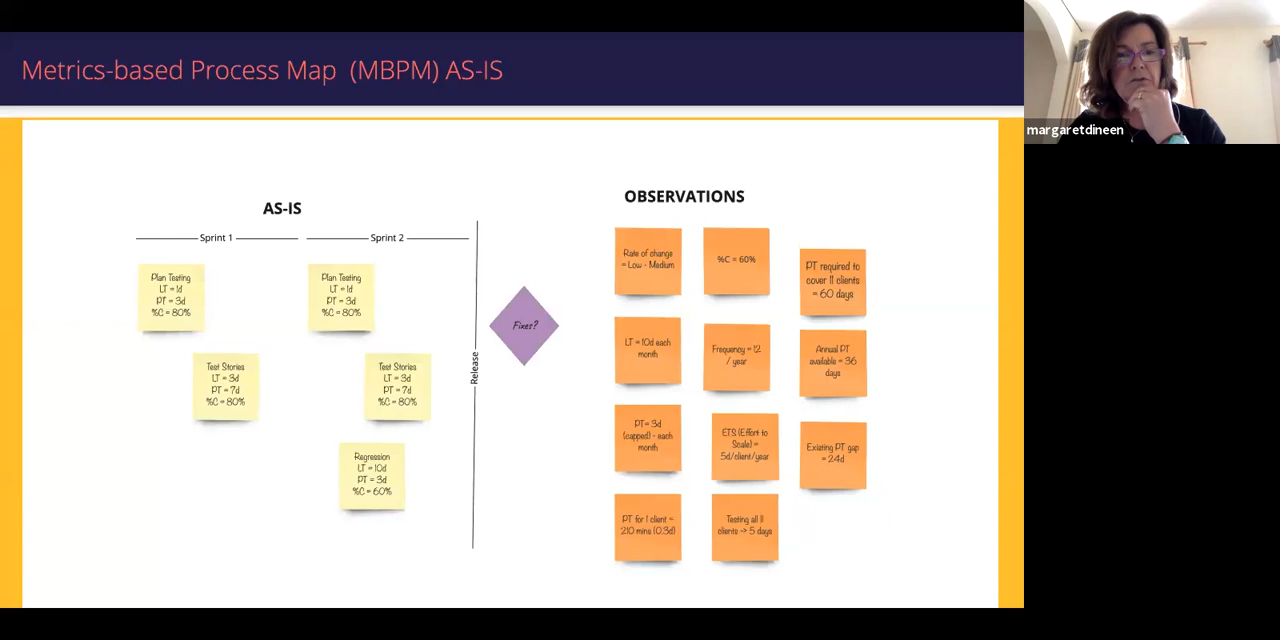 Metrics-based Process Map (MBPM) AS-IS
margaretdineen
AS-IS
Sprint 1
Sprint 2
Plan Testing
LT = 1d
PT = 3d
%C = 80%
Plan Testing
LT = 1d
PT = 3d
%C = 80%
Test Stories
LT = 3d
PT = 7d
%C = 80%
Test Stories
LT = 3d
PT = 7d
%C = 80%
Regression
LT = 10d
PT = 3d
%C = 60%
Release
Fixes?
OBSERVATIONS
Rate of change
= Low - Medium
%C = 60%
PT required to
cover 11 clients
= 60 days
LT = 10d each
month
Frequency = 12
/ year
Annual PT
available = 36
days
PT = 3d
(capped) - each
month
ETS (Effort to
Scale) =
5d/client/year
Existing PT gap
= 24d
PT for 1 client =
210 mins (0.3d)
Testing all 11
clients -> 5 days